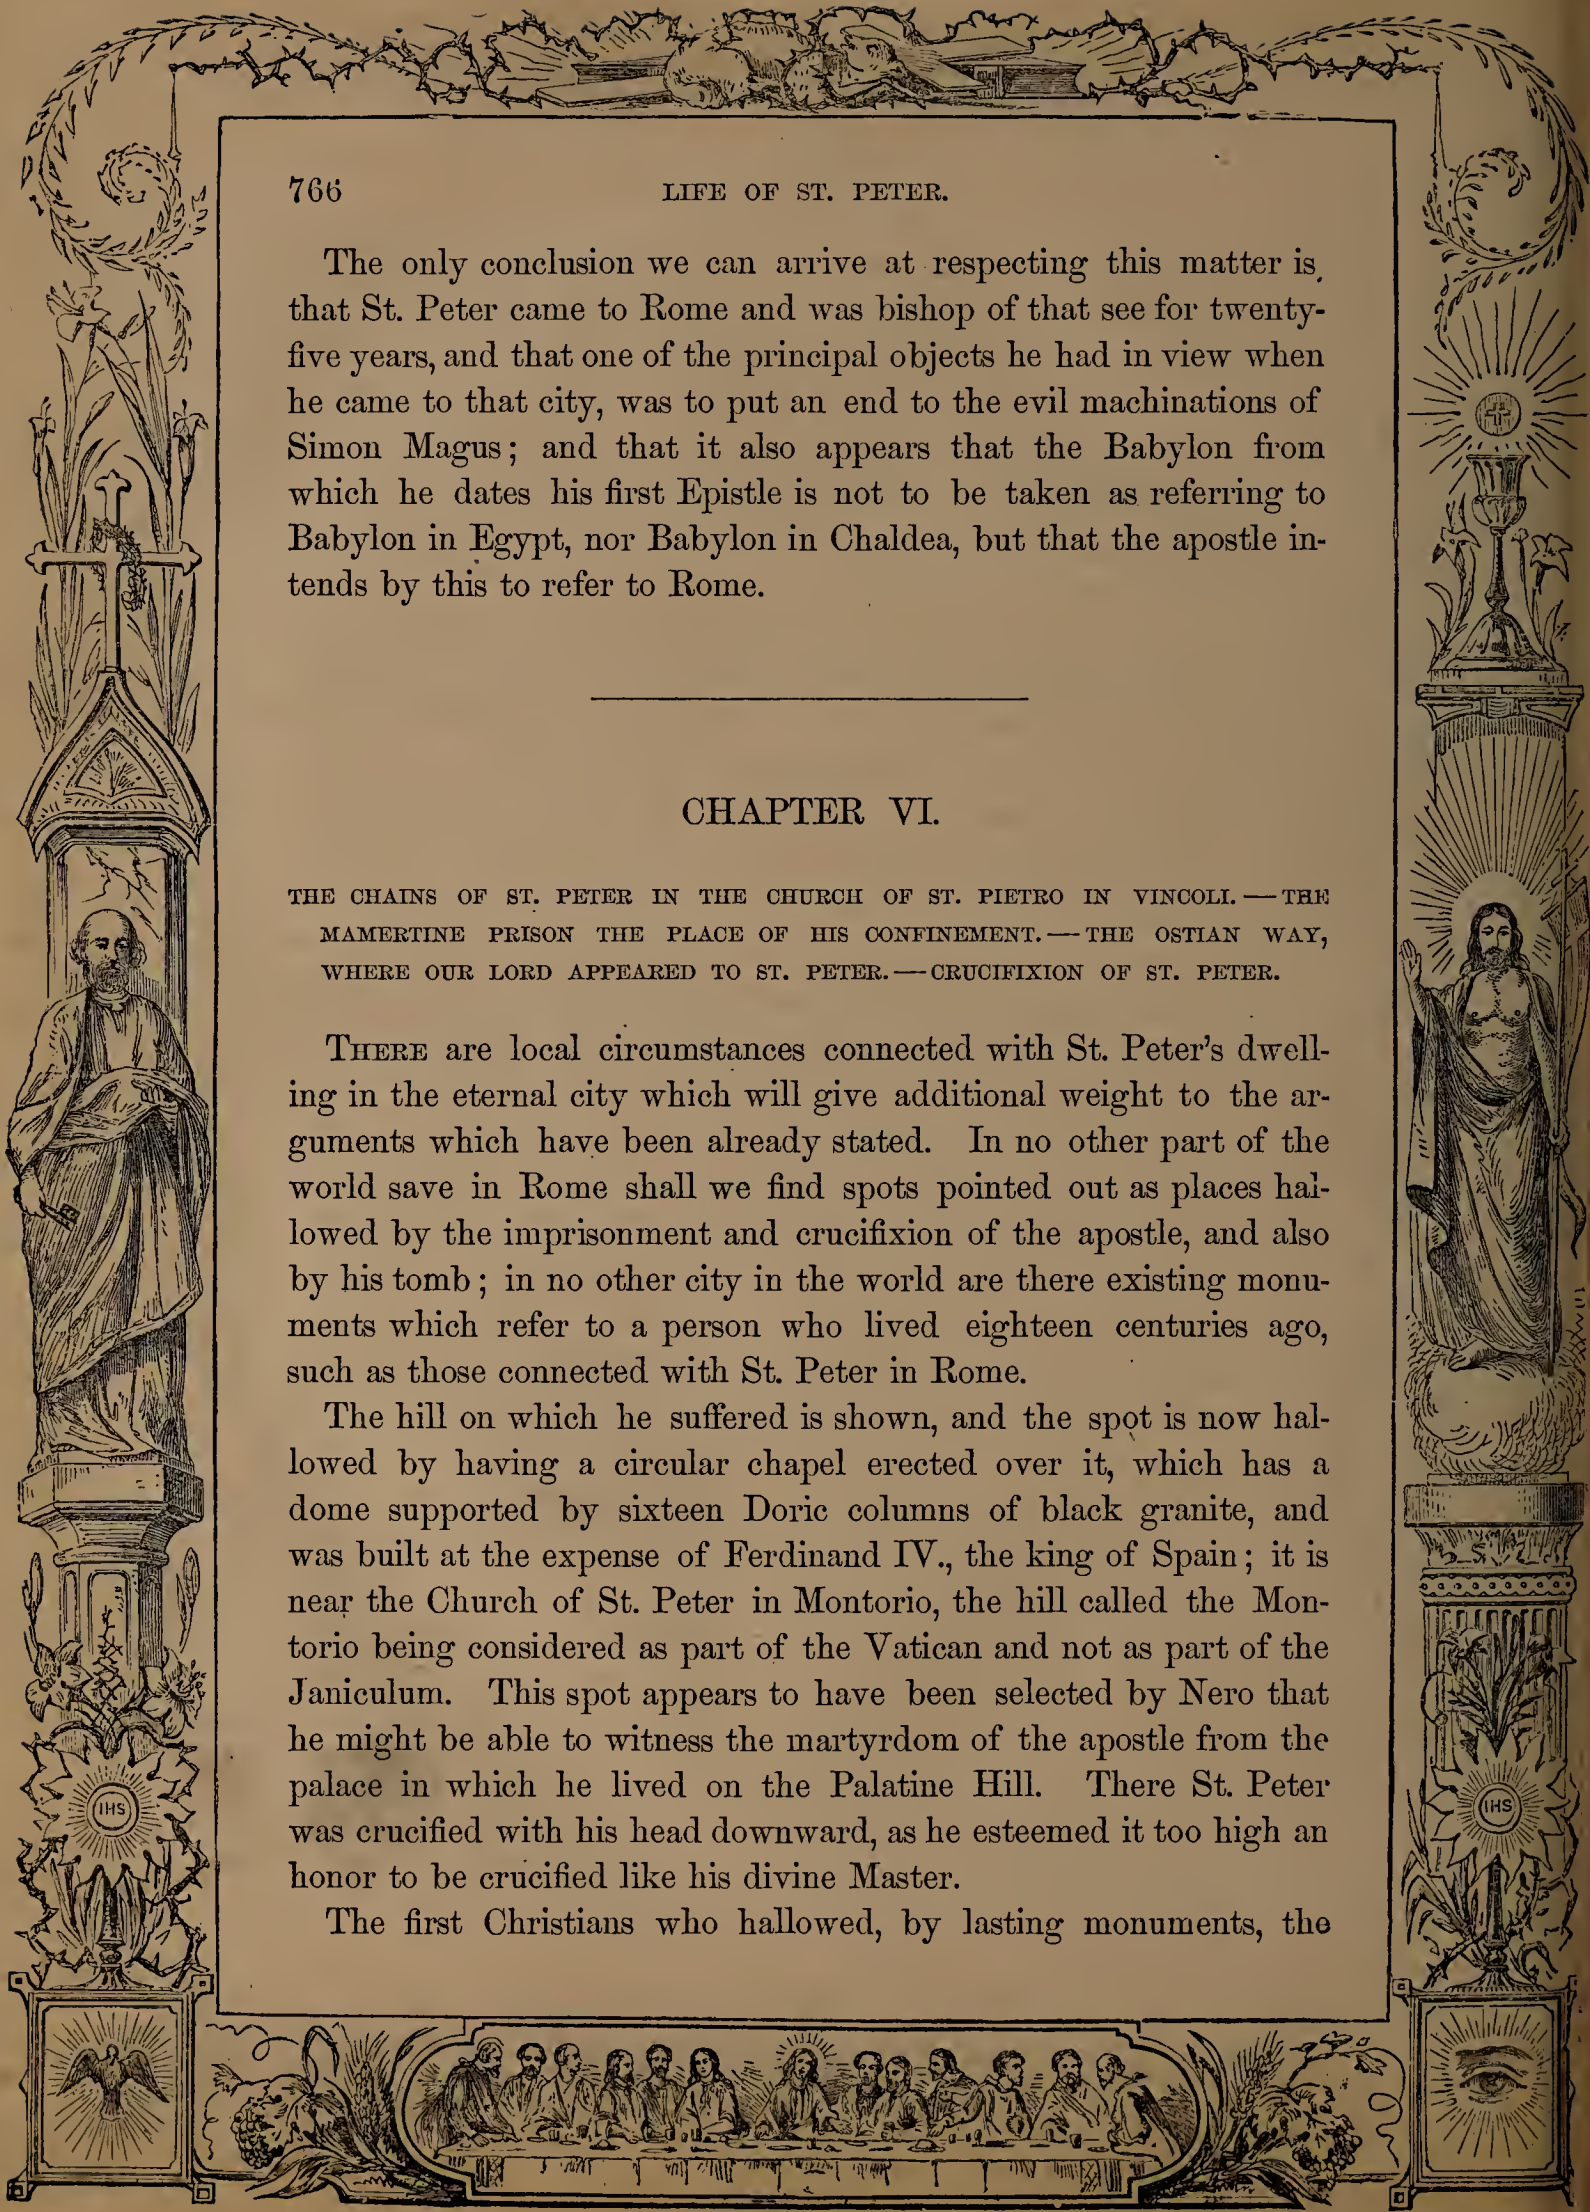 766 LIFE OF ST. PETER.
The only conclusion we can arrive at respecting this matter is,
that St. Peter came to Rome and was bishop of that see for twenty-
five years, and that one of the principal objects he had in view when
he came to that city, was to put an end to the evil machinations of
Simon Magus; and that it also appears that the Babylon from
which he dates his first Epistle is not to be taken as referring to
Babylon in Egypt, nor Babylon in Chaldea, but that the apostle in-
tends by this to refer to Rome.
CHAPTER VI.
THE CHAINS OF ST. PETER IN THE CHURCH OF ST. PIETRO IN VINCOLI.—THE
MAMERTINE PRISON THE PLACE OF HIS CONFINEMENT.—THE OSTIAN WAY,
WHERE OUR LORD APPEARED TO ST. PETER.—CRUCIFIXION OF ST. PETER.
THERE are local circumstances connected with St. Peter's dwell-
ing in the eternal city which will give additional weight to the ar-
guments which have been already stated. In no other part of the
world save in Rome shall we find spots pointed out as places hal-
lowed by the imprisonment and crucifixion of the apostle, and also
by his tomb; in no other city in the world are there existing monu-
ments which refer to a person who lived eighteen centuries ago,
such as those connected with St. Peter in Rome.
The hill on which he suffered is shown, and the spot is now hal-
lowed by having a circular chapel erected over it, which has a
dome supported by sixteen Doric columns of black granite, and
was built at the expense of Ferdinand IV., the king of Spain; it is
near the Church of St. Peter in Montorio, the hill called the Mon-
torio being considered as part of the Vatican and not as part of the
Janiculum. This spot appears to have been selected by Nero that
he might be able to witness the martyrdom of the apostle from the
palace in which he lived on the Palatine Hill. There St. Peter
was crucified with his head downward, as he esteemed it too high an
honor to be crucified like his divine Master.
The first Christians who hallowed, by lasting monuments, the
IHS
IHS